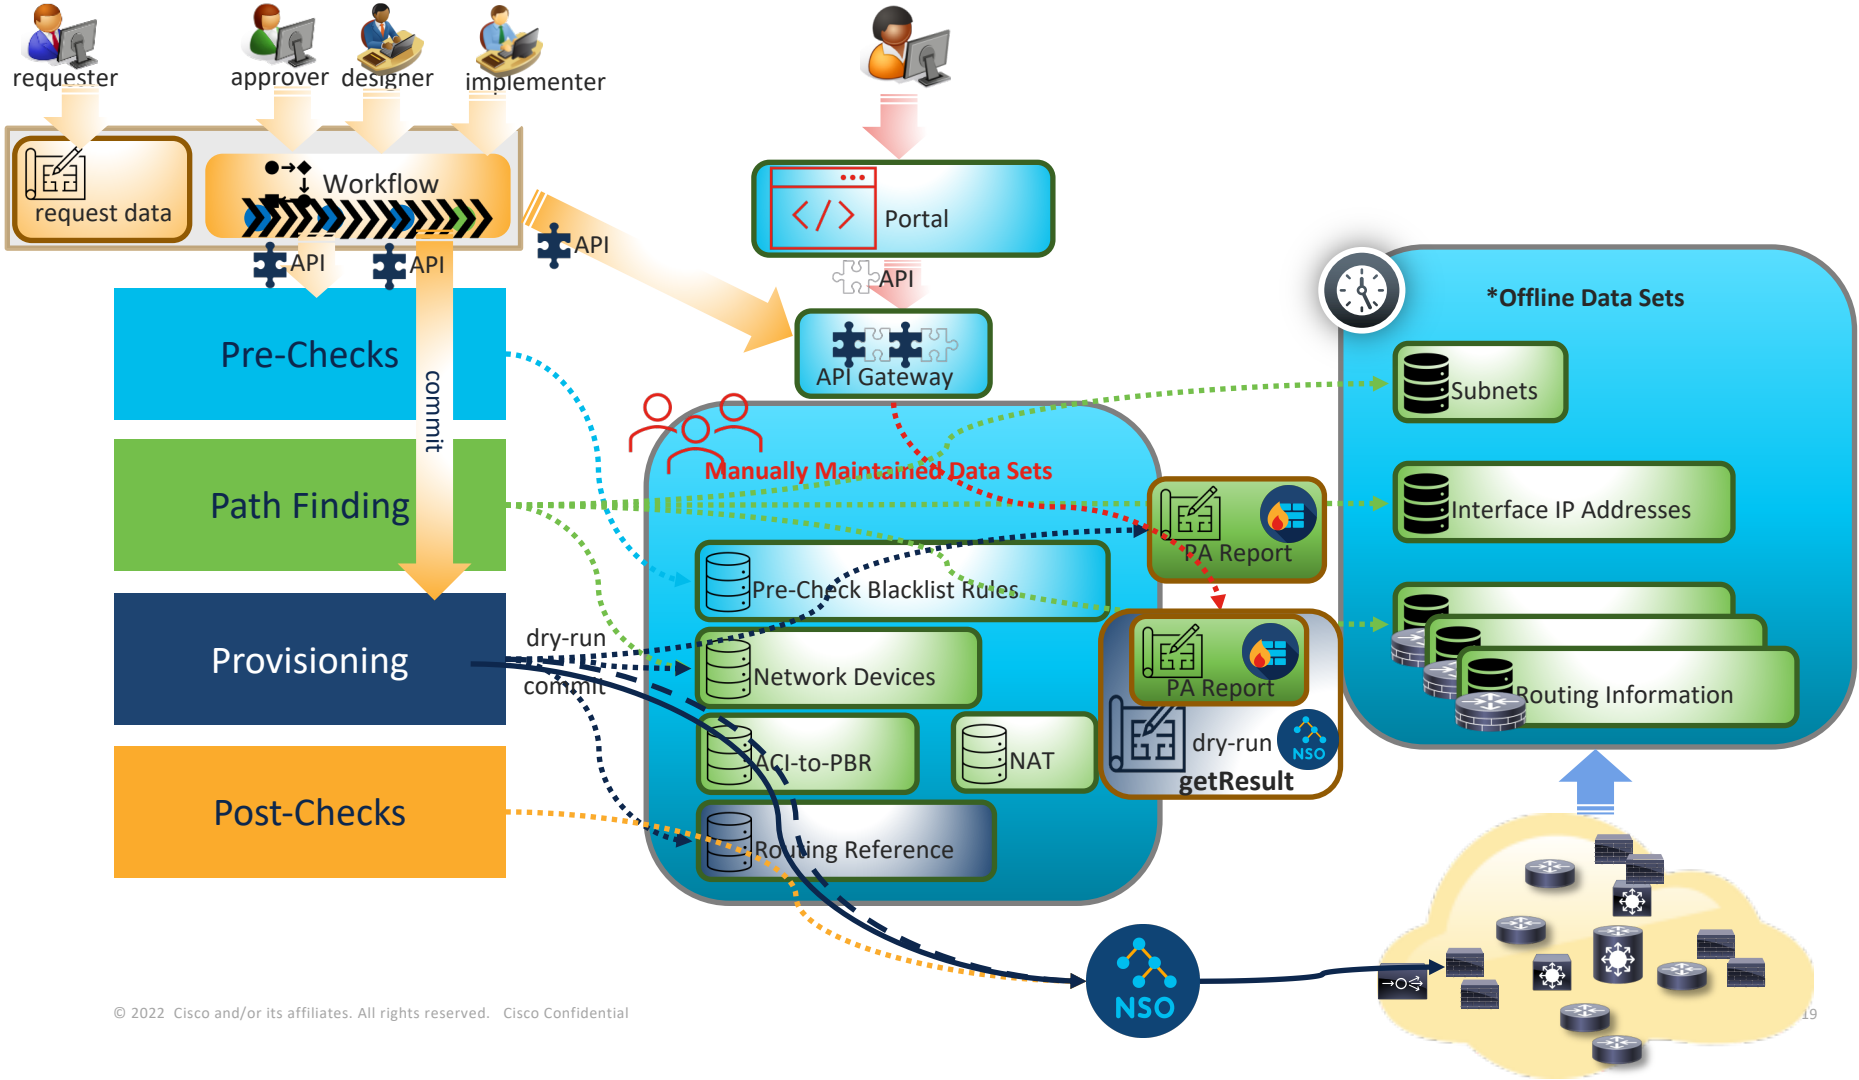 requester
approver
designer
implementer
request data
Workflow
API
API
API
Portal
API
API Gateway
*Offline Data Sets
Pre-Checks
commit
Subnets
Manually Maintained Data Sets
Path Finding
Interface IP Addresses
PA Report
Pre-Check Blacklist Rules
Provisioning
dry-run
commit
Network Devices
PA Report
Routing Information
ACI-to-PBR
NAT
dry-run
NSO
getResult
Post-Checks
Routing Reference
NSO
© 2022 Cisco and/or its affiliates. All rights reserved. Cisco Confidential
19